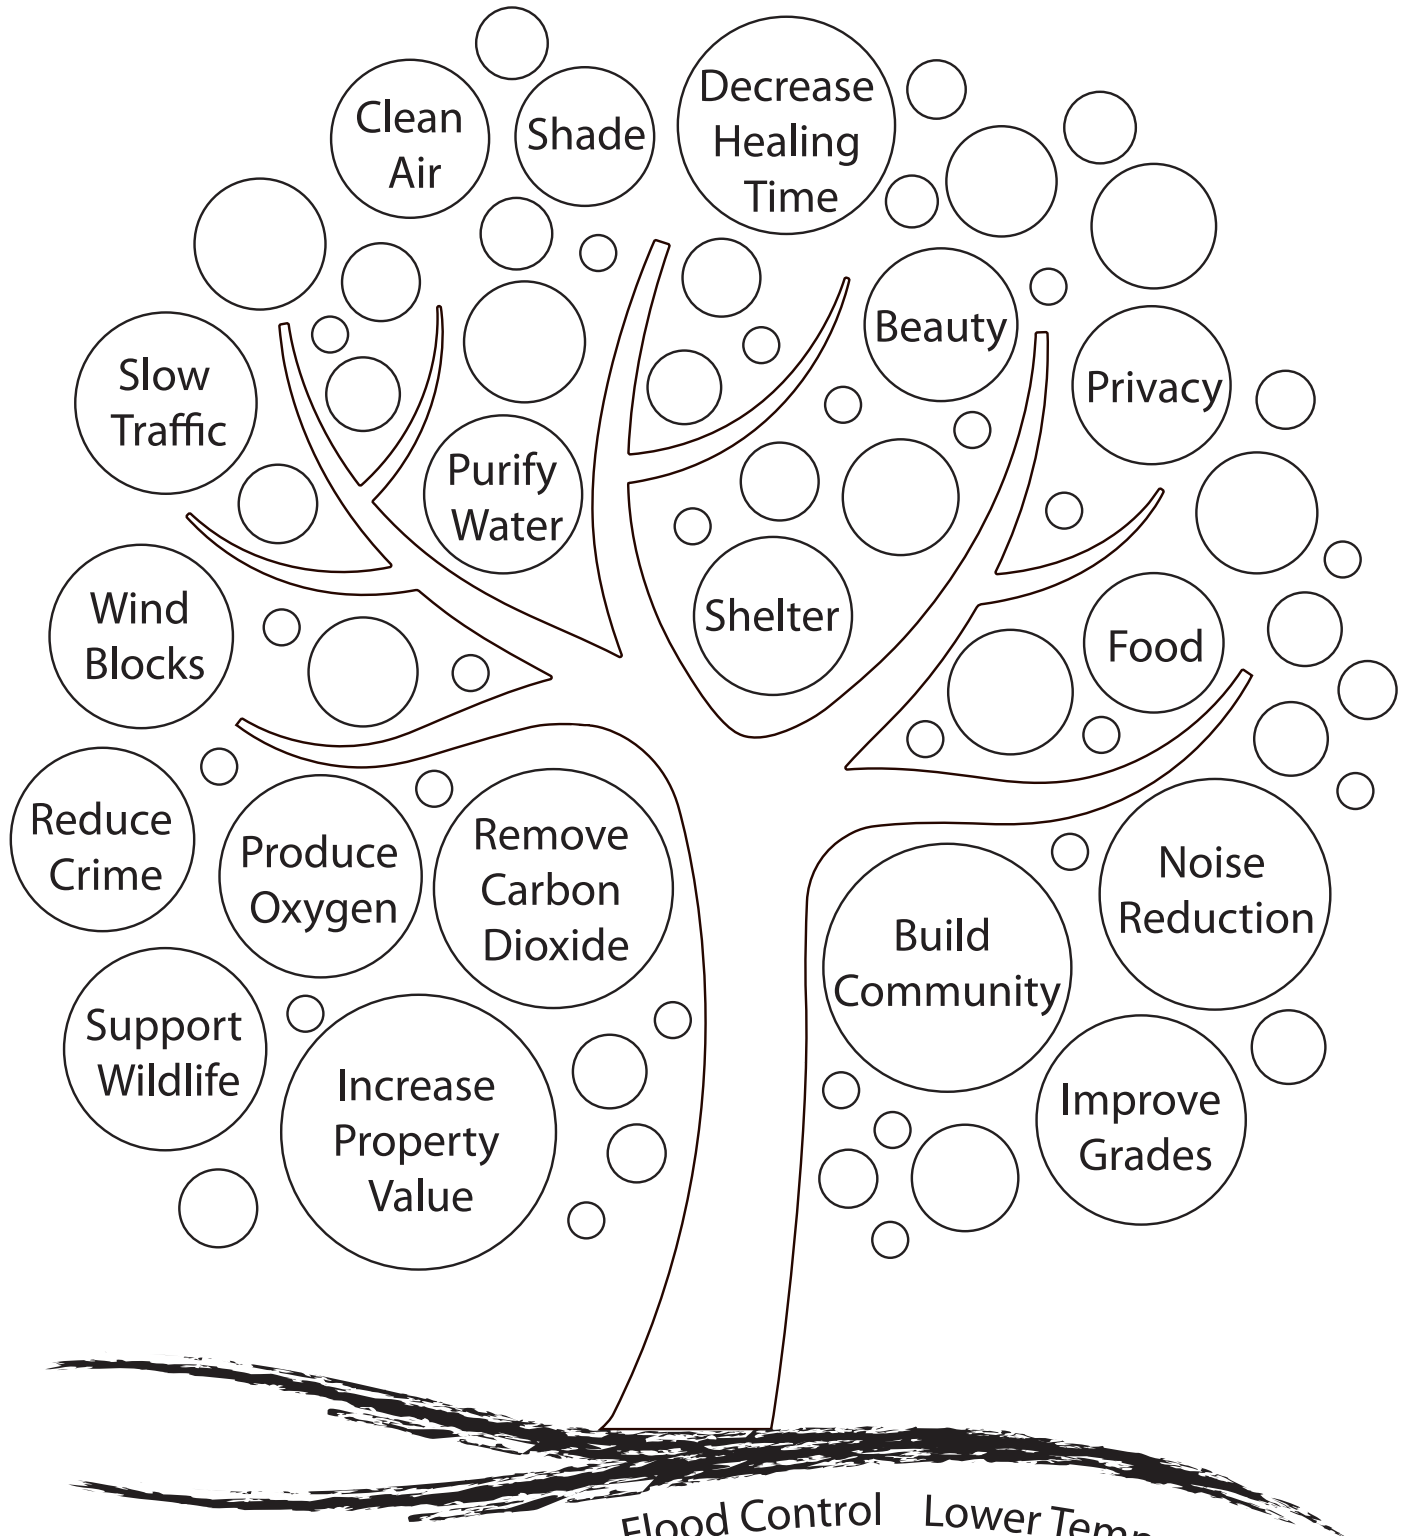 Clean
Air
Shade
Decrease
Healing
Time
Slow
Traffic
Purify
Water
Beauty
Privacy
Wind
Blocks
Shelter
Food
Reduce
Crime
Produce
Oxygen
Remove
Carbon
Dioxide
Noise
Reduction
Build
Community
Support
Wildlife
Increase
Property
Value
Improve
Grades
Flood Control Lower